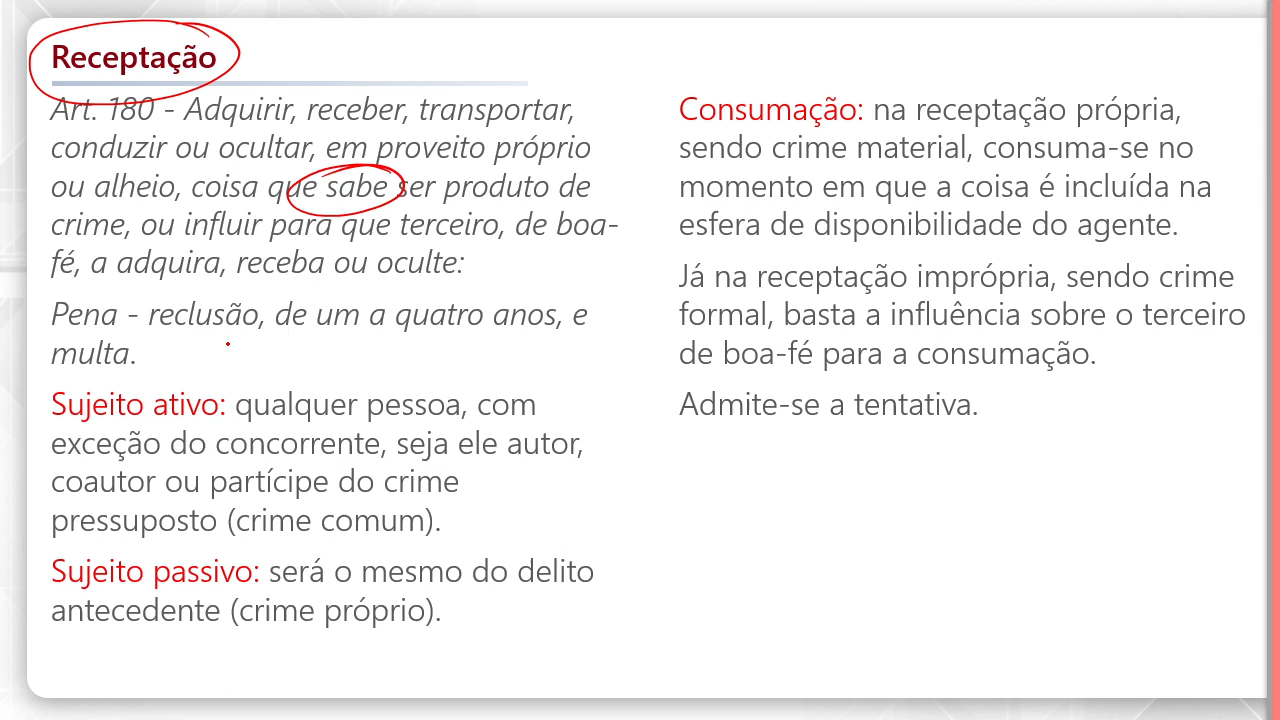 Receptação
Art. 180 - Adquirir, receber, transportar,
conduzir ou ocultar, em proveito próprio
ou alheio, coisa que sabe ser produto de
crime, ou influir para que terceiro, de boa-
fé, a adquira, receba ou oculte:
Pena - reclusão, de um a quatro anos, e
multa.
Sujeito ativo: qualquer pessoa, com
exceção do concorrente, seja ele autor,
coautor ou partícipe do crime
pressuposto (crime comum).
Sujeito passivo: será o mesmo do delito
antecedente (crime próprio).
Consumação: na receptação própria,
sendo crime material, consuma-se no
momento em que a coisa é incluída na
esfera de disponibilidade do agente.
Já na receptação imprópria, sendo crime
formal, basta a influência sobre o terceiro
de boa-fé para a consumação.
Admite-se a tentativa.